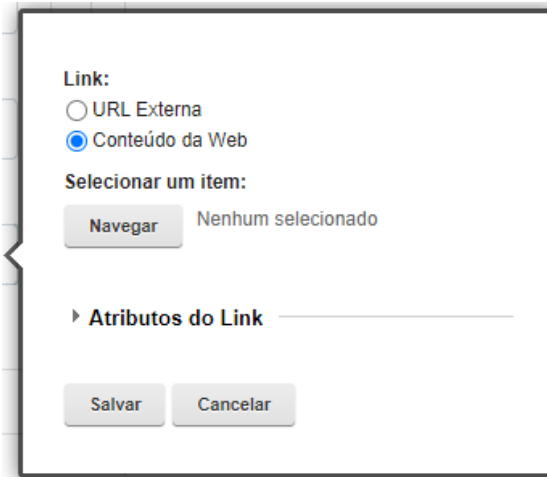 Link:
URL Externa
Conteúdo da Web
Selecionar um item:
Navegar Nenhum selecionado
Atributos do Link
Salvar Cancelar